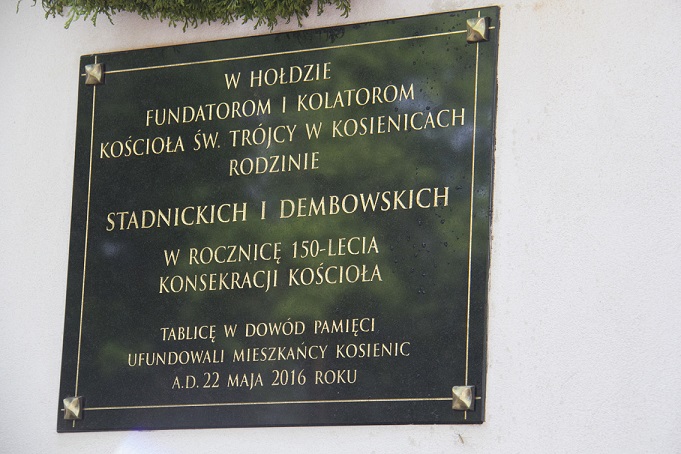 W HOŁDZIE
FUNDATOROM I KOLATOROM
KOŚCIOŁA ŚW. TRÓJCY W KOSIENICACH
RODZINIE
STADNICKICH I DEMBOWSKICH
W ROCZNICĘ 150-LECIA
KONSEKRACJI KOŚCIOŁA
TABLICĘ W DOWÓD PAMIĘCI
UFUNDOWALI MIESZKAŃCY KOSIENIC
A.D. 22 MAJA 2016 ROKU